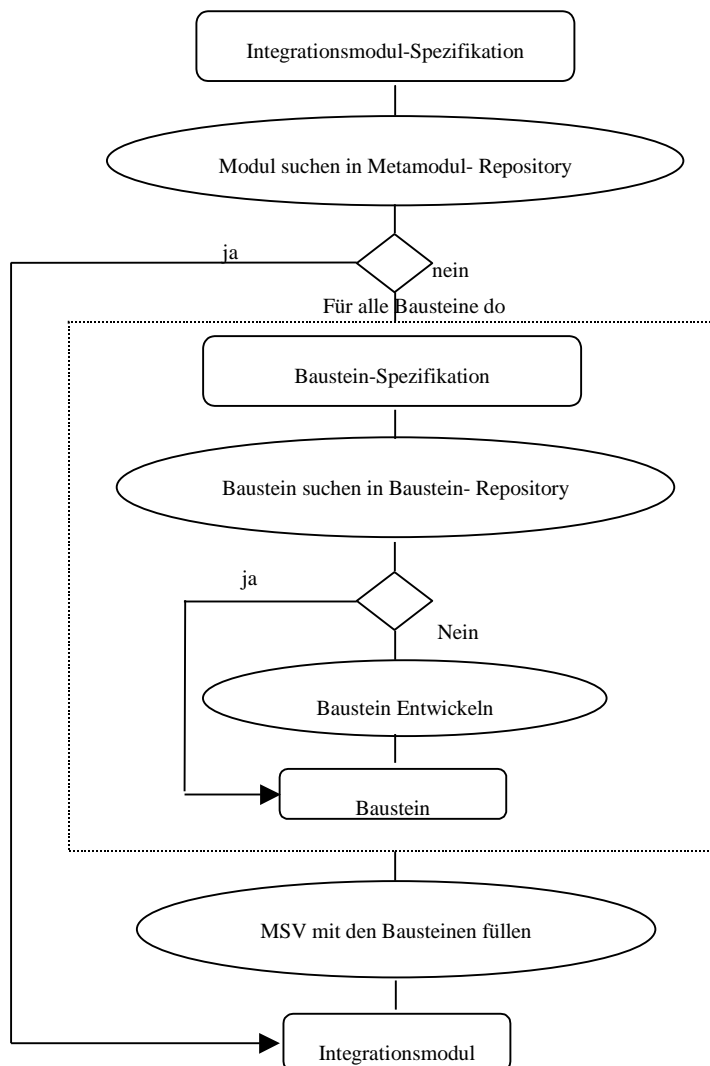 Integrationsmodul-Spezifikation
Modul suchen in Metamodul- Repository
ja
nein
Für alle Bausteine do
Baustein-Spezifikation
Baustein suchen in Baustein- Repository
ja
Nein
Baustein Entwickeln
Baustein
MSV mit den Bausteinen füllen
Integrationsmodul